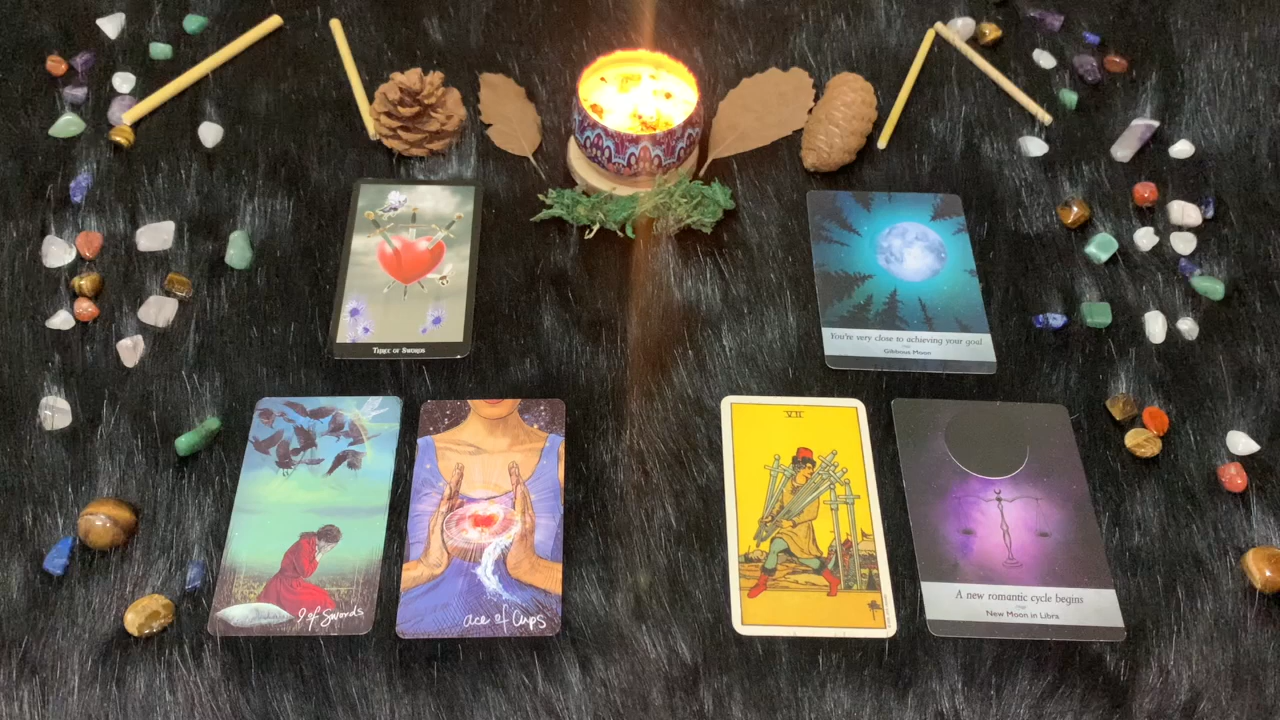 Three of Swords
You're very close to achieving your goal
Gibbous Moon
9 of Swords
ace of Cups
VII
A new romantic cycle begins
New Moon in Libra